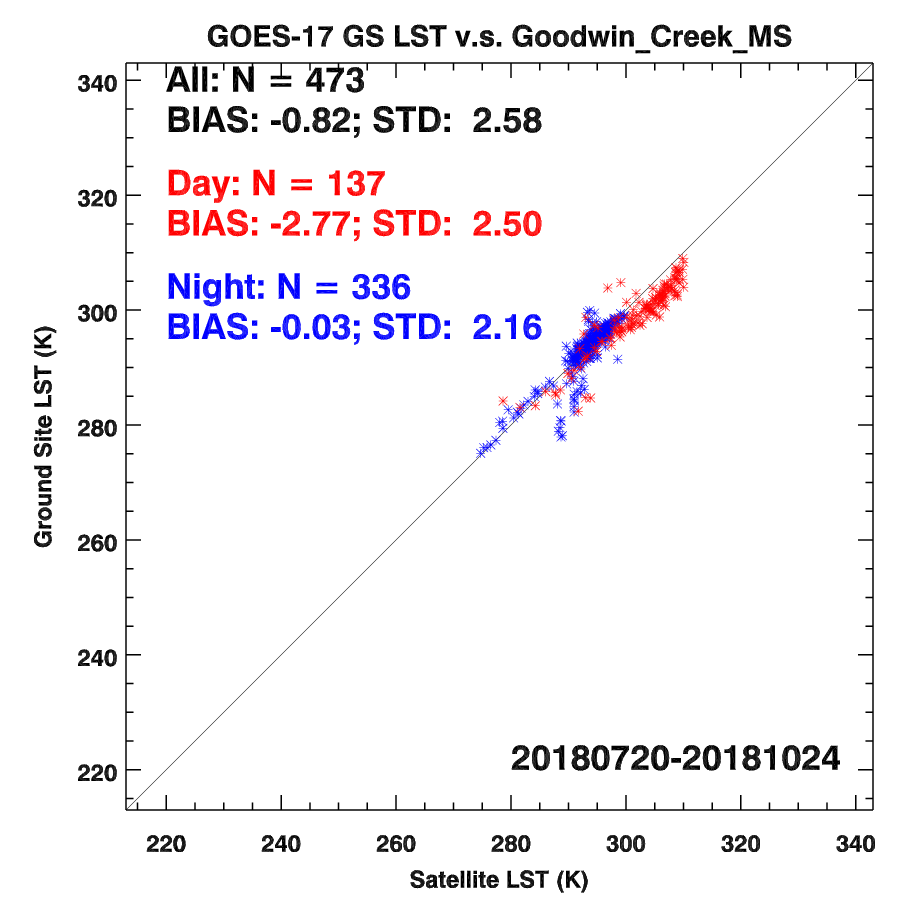 GOES-17 GS LST v.s. Goodwin_Creek_MS
All: N = 473
BIAS: -0.82; STD: 2.58
Day: N = 137
BIAS: -2.77; STD: 2.50
Night: N = 336
BIAS: -0.03; STD: 2.16
340
320
300
280
260
240
220
Ground Site LST (K)
20180720-20181024
220 240 260 280 300 320 340
Satellite LST (K)